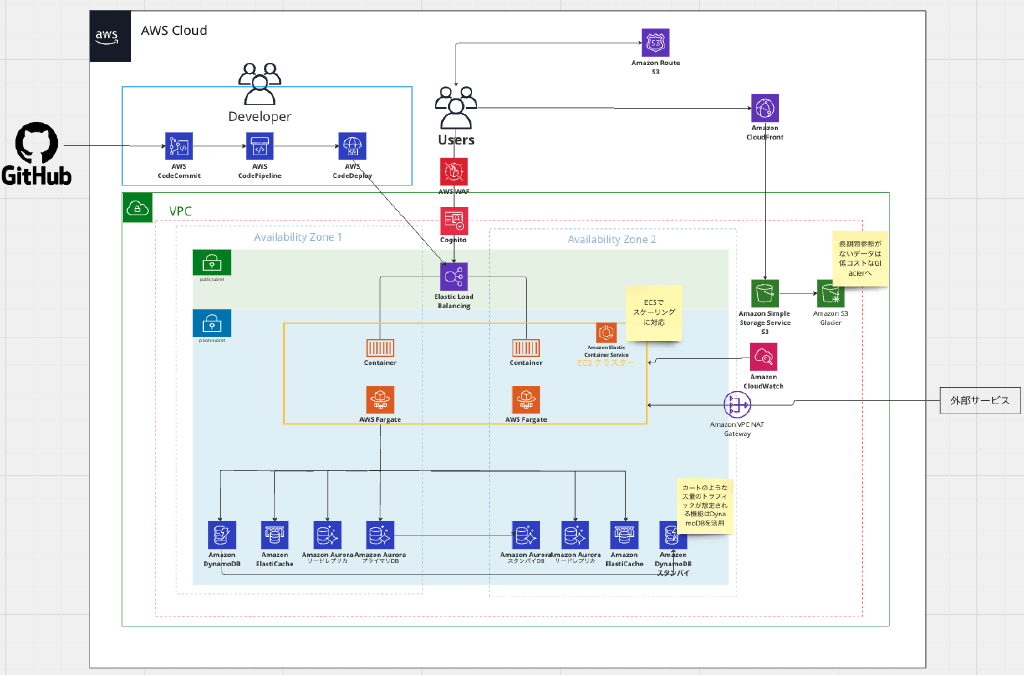 aws
AWS Cloud
Amazon Route
53
Developer
Users
Amazon
CloudFront
GitHub
AWS
CodeCommit
AWS
CodePipeline
AWS
CodeDeploy
AWS WAF
VPC
Cognito
Availability Zone 1
Availability Zone 2
長期間参照が
ないデータは
低コストなGl
acierへ
public subnet
Elastic Load
Balancing
ECSで
スケーリング
に対応
Amazon Simple
Storage Service
S3
Amazon S3
Glacier
private subnet
Container
Container
Amazon Elastic
Container Service
ECS クラスター
Amazon
CloudWatch
AWS Fargate
AWS Fargate
Amazon VPC NAT
Gateway
外部サービス
カートのような
大量のトラフィ
ックが想定され
る機能はDyna
moDBを活用
Amazon
DynamoDB
Amazon
ElastiCache
Amazon Aurora
リードレプリカ
Amazon Aurora
プライマリDB
Amazon Aurora
スタンバイDB
Amazon Aurora
リードレプリカ
Amazon
ElastiCache
Amazon
DynamoDB
スタンバイ